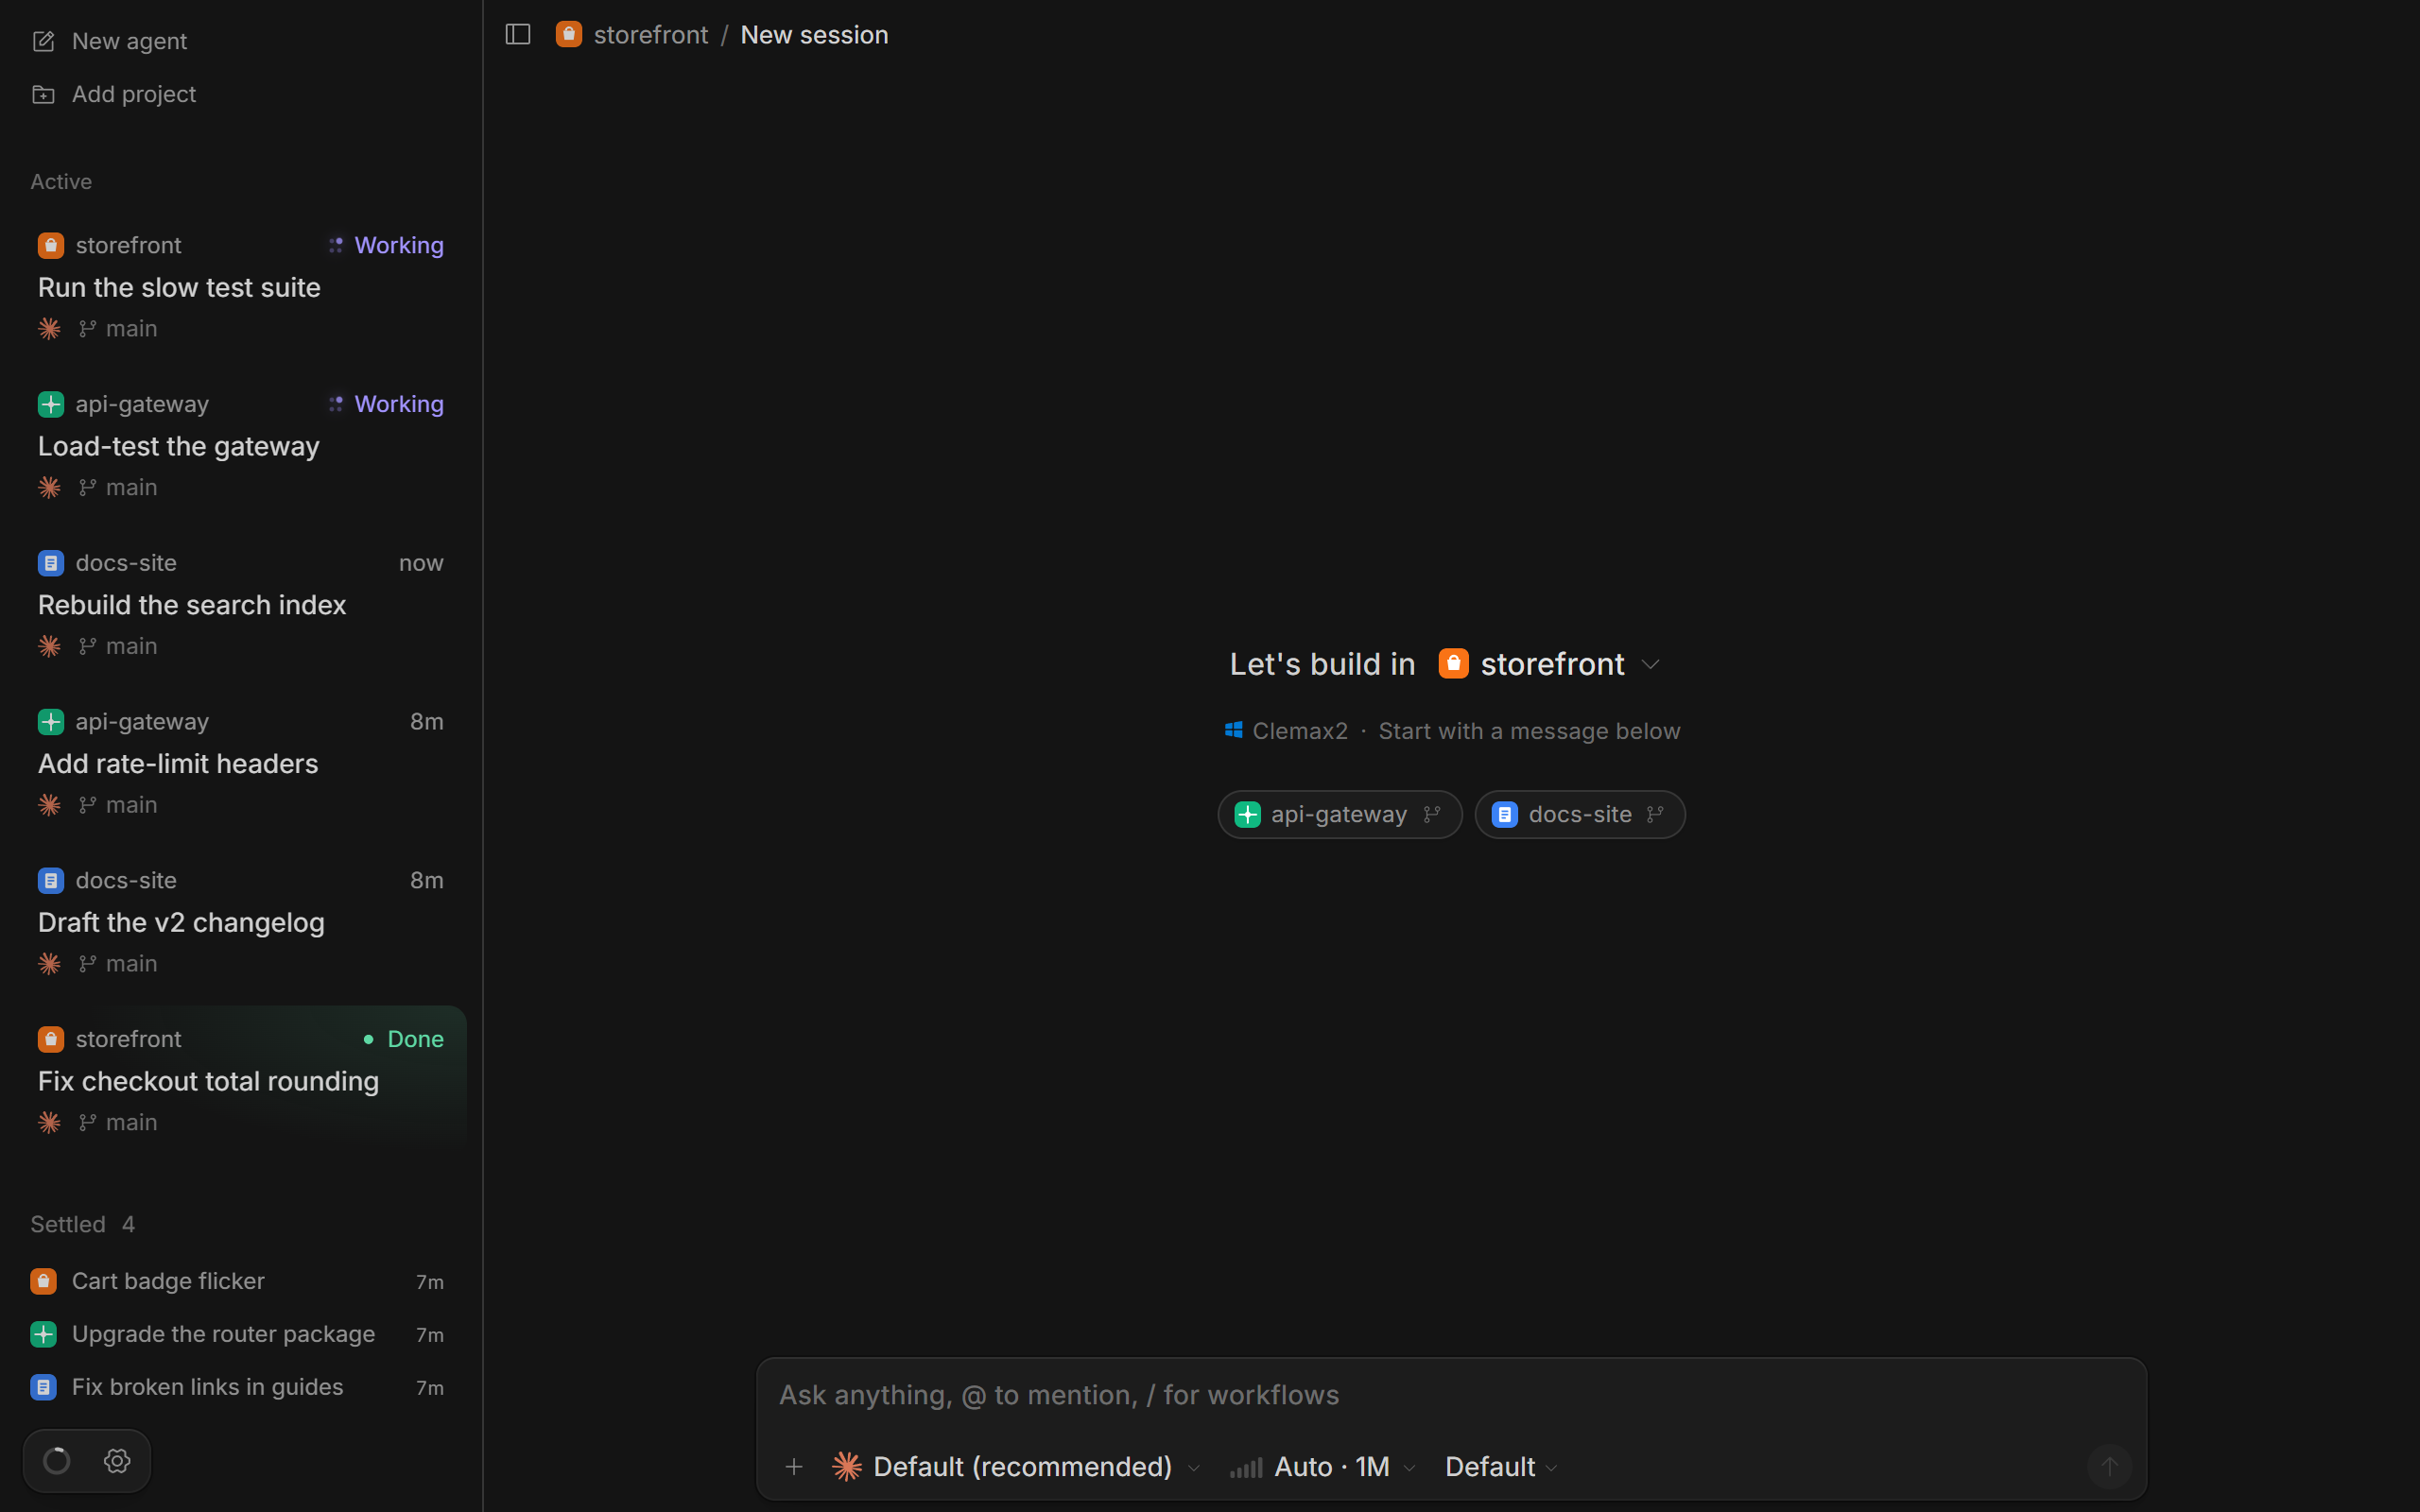 New agent
Add project
Active
storefront Working
Run the slow test suite
main
api-gateway Working
Load-test the gateway
main
docs-site now
Rebuild the search index
main
api-gateway 8m
Add rate-limit headers
main
docs-site 8m
Draft the v2 changelog
main
storefront Done
Fix checkout total rounding
main
Settled 4
Cart badge flicker 7m
Upgrade the router package 7m
Fix broken links in guides 7m
storefront / New session
Let's build in storefront
Clemax2 · Start with a message below
api-gateway docs-site
Ask anything, @ to mention, / for workflows
Default (recommended) Auto · 1M Default